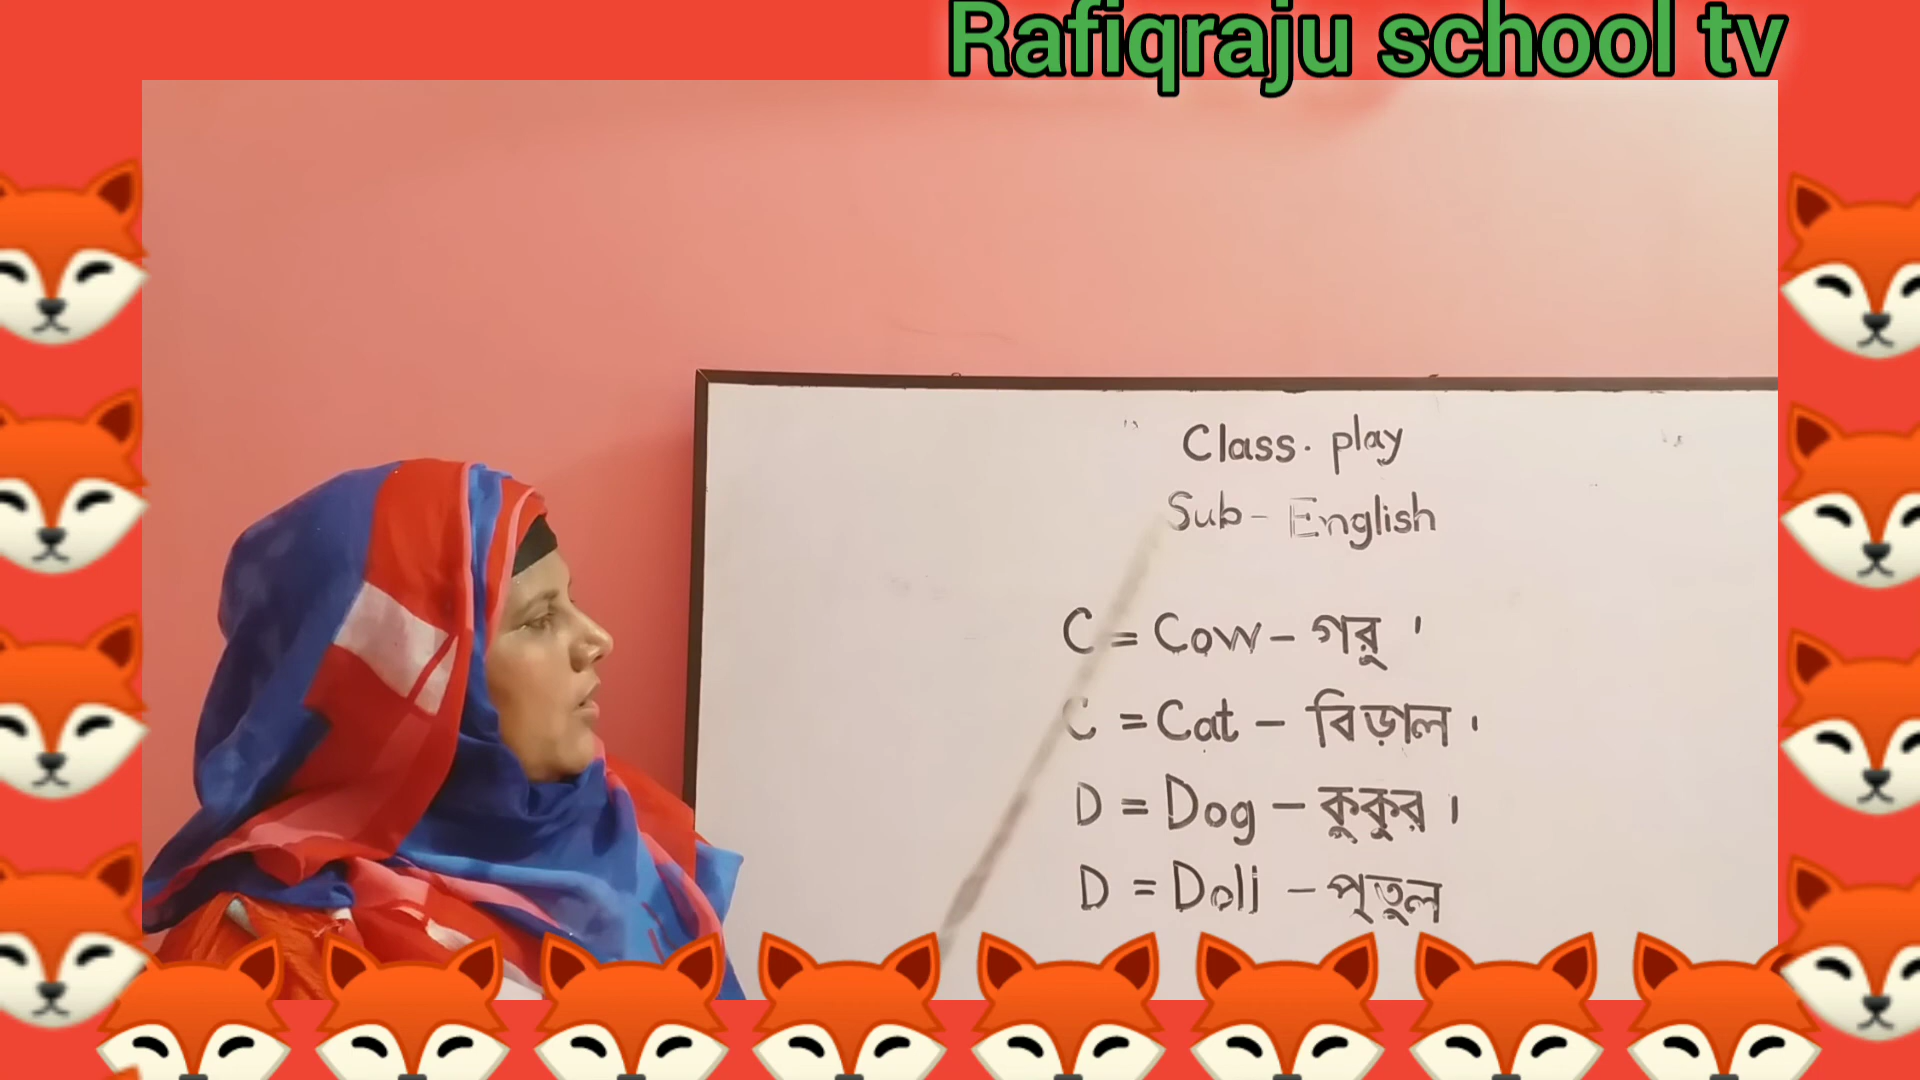 Rafiqraju school tv
Class. play
Sub- English
C = Cow - গরু '
C = Cat - বিড়াল ।
D = Dog - কুকুর ।
D = Doll - পুতুল